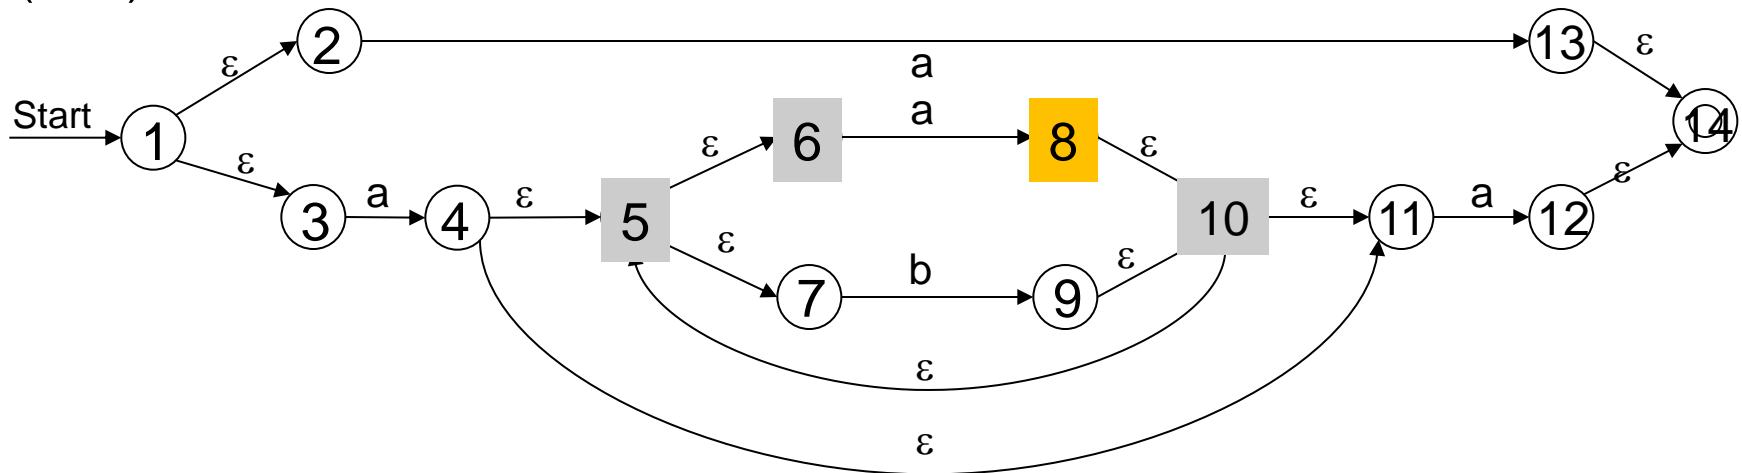 ε 2 a 13 ε
Start 1 6 a 8 14
ε ε ε
3 a 4 ε 5 10 ε 11 a 12 ε
ε 7 b 9 ε
ε
ε